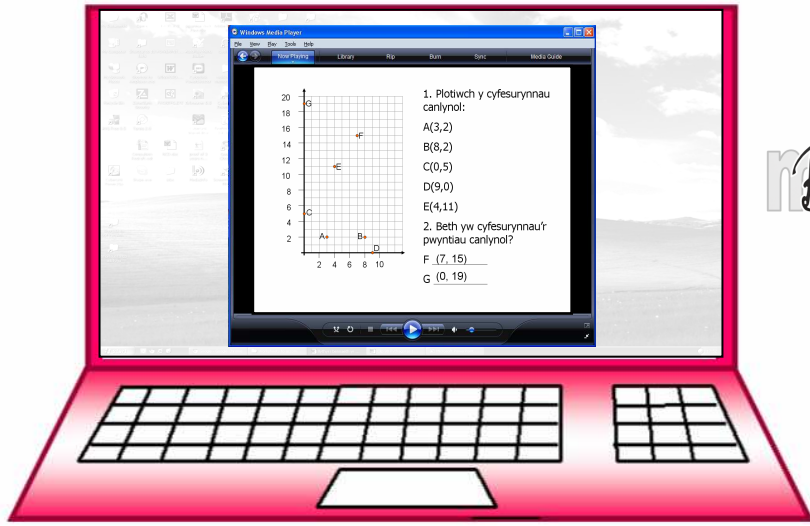 Windows Media Player
File View Play Tools Help
Now Playing Library Rip Burn Sync Media Guide
20
18
16
14
12
10
8
6
4
2
2 4 6 8 10
G
F
E
C
A
B
D
1. Plotiwch y cyfesurynnau
canlynol:
A(3,2)
B(8,2)
C(0,5)
D(9,0)
E(4,11)
2. Beth yw cyfesurynnau'r
pwyntiau canlynol?
F (7, 15)
G (0, 19)